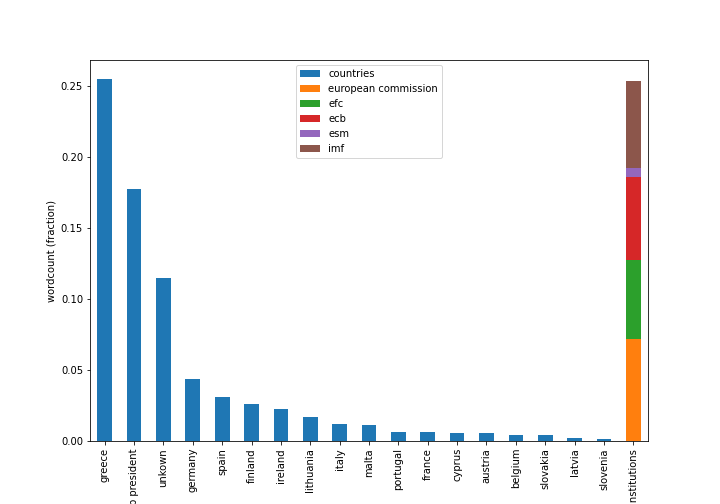 countries
european commission
efc
ecb
esm
imf
wordcount (fraction)
0.25
0.20
0.15
0.10
0.05
0.00
greece
o president
unkown
germany
spain
finland
ireland
lithuania
italy
malta
portugal
france
cyprus
austria
belgium
slovakia
latvia
slovenia
nstitutions